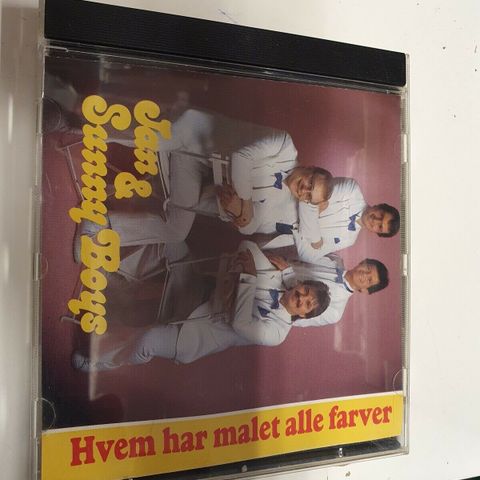 Jan &
Sunny Boys
Hvem har malet alle farver